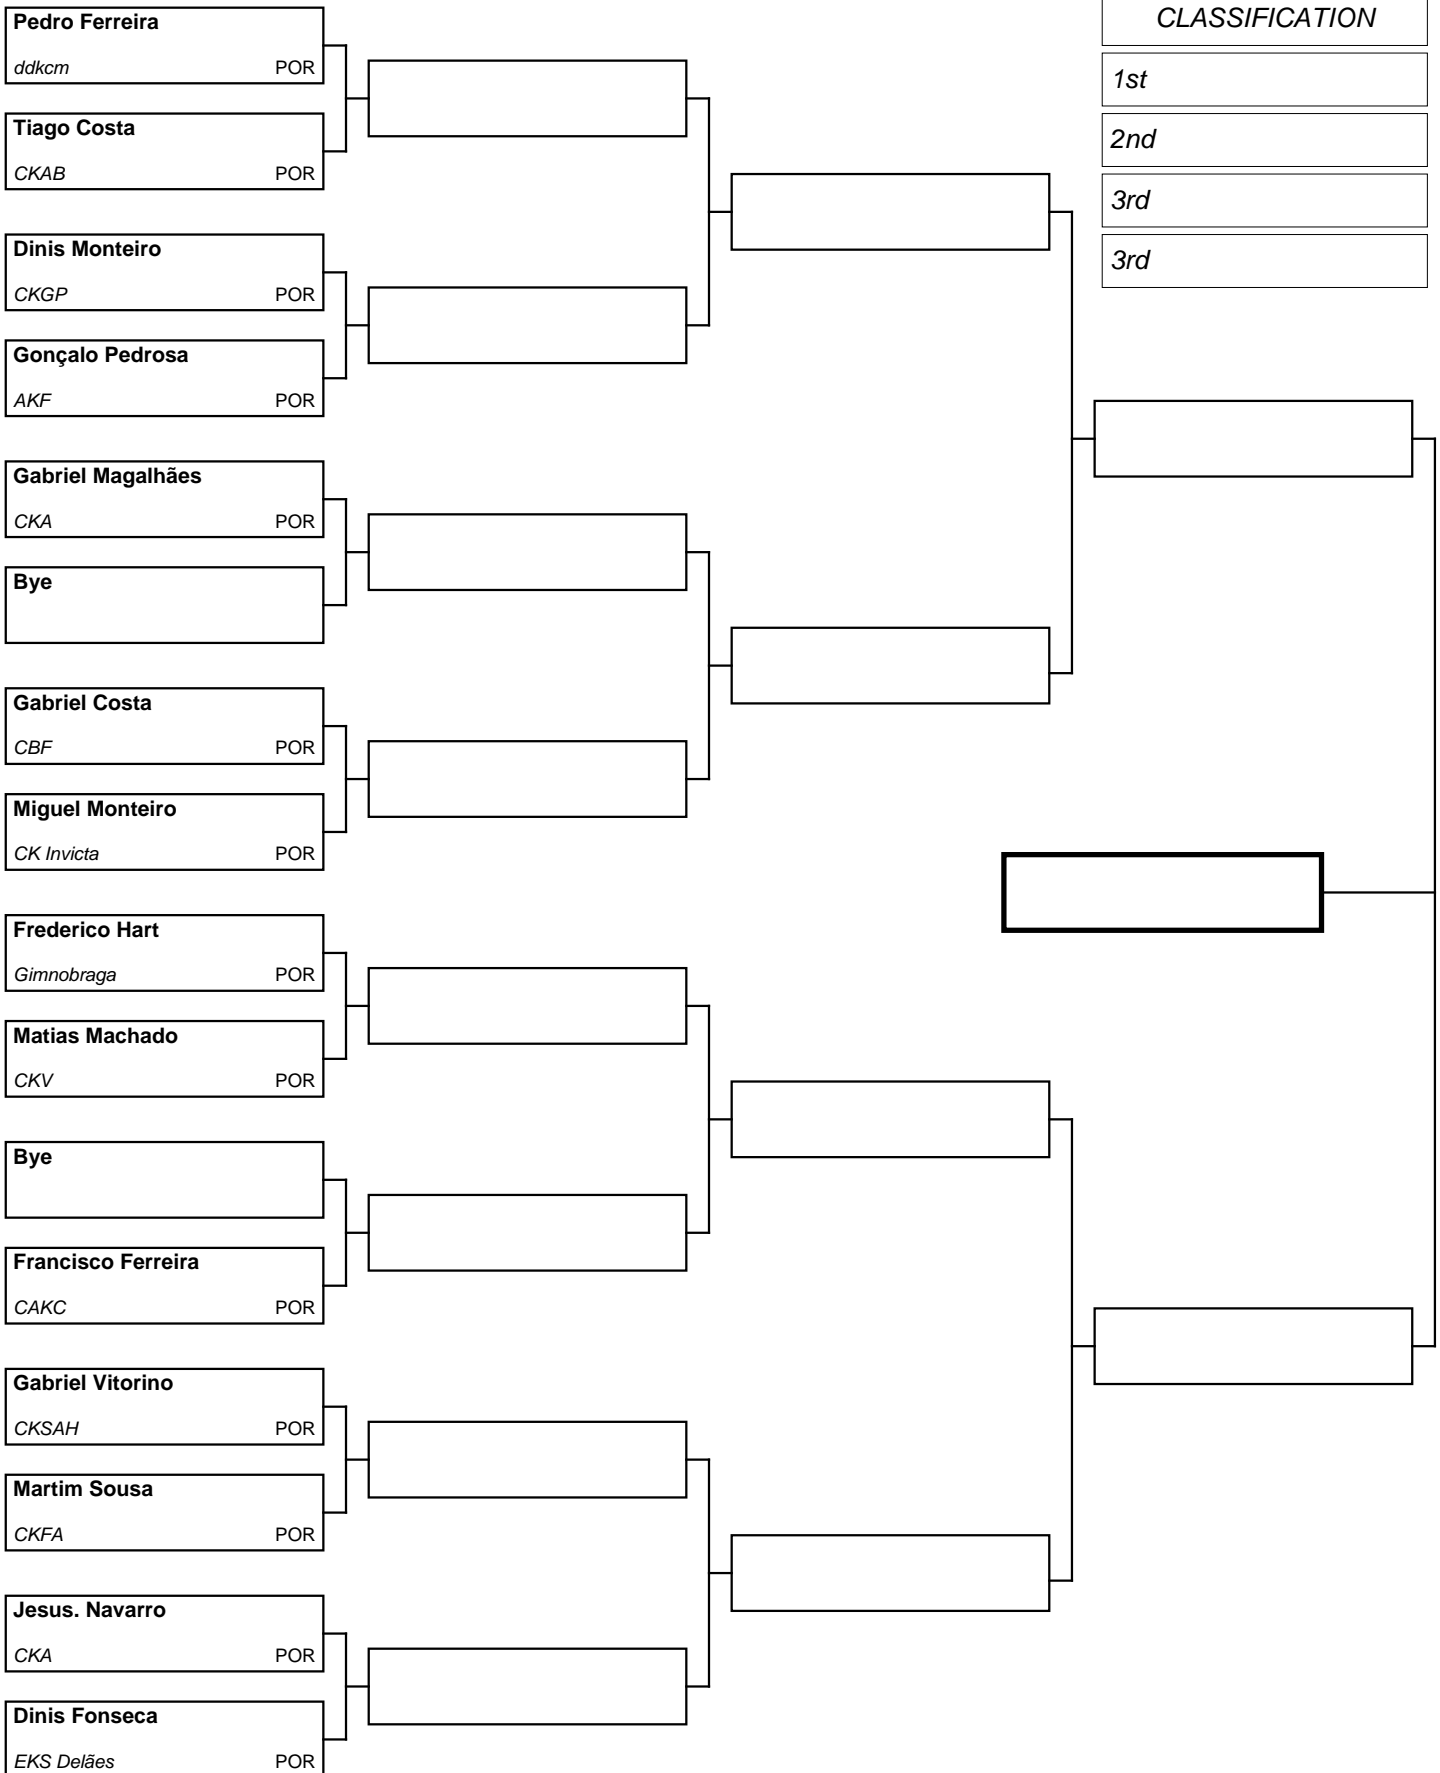 Pedro Ferreira
ddkcm POR
Tiago Costa
CKAB POR
Dinis Monteiro
CKGP POR
Gonçalo Pedrosa
AKF POR
Gabriel Magalhães
CKA POR
Bye
Gabriel Costa
CBF POR
Miguel Monteiro
CK Invicta POR
Frederico Hart
Gimnobraga POR
Matias Machado
CKV POR
Bye
Francisco Ferreira
CAKC POR
Gabriel Vitorino
CKSAH POR
Martim Sousa
CKFA POR
Jesus. Navarro
CKA POR
Dinis Fonseca
EKS Delães POR
CLASSIFICATION
1st
2nd
3rd
3rd